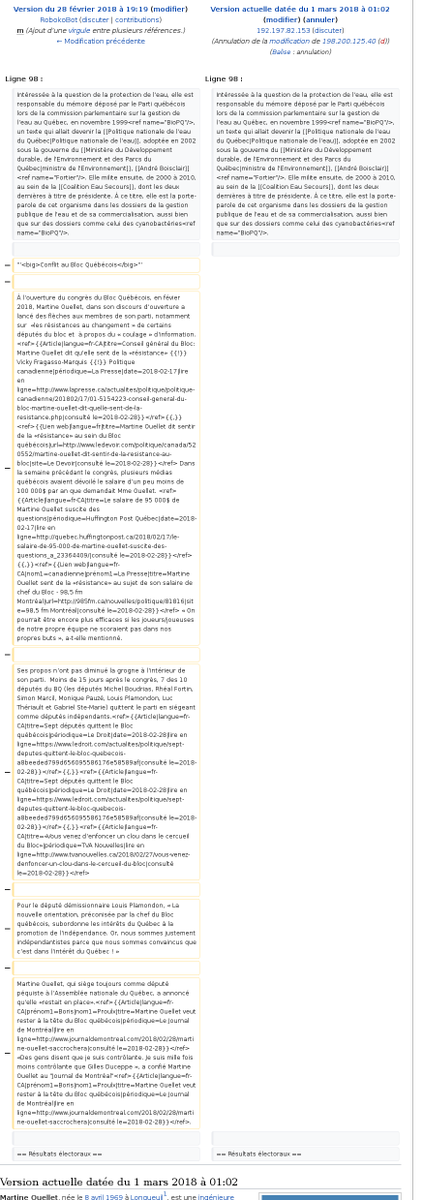 Version du 28 février 2018 à 19:19 (modifier)
RobokoBot (discuter | contributions)
m (Ajout d'une virgule entre plusieurs références.)
← Modification précédente
Version actuelle datée du 1 mars 2018 à 01:02
(modifier) (annuler)
192.197.82.153 (discuter)
(Annulation de la modification de 198.200.125.40 (d))
(Balise : annulation)
Ligne 98 :
Ligne 98 :
Intéressée à la question de la protection de l'eau, elle est
responsable du mémoire déposé par le Parti québécois
lors de la commission parlementaire sur la gestion de
l'eau au Québec, en novembre 1999<ref name="BioPQ"/>,
un texte qui allait devenir la [[Politique nationale de l'eau
du Québec|Politique nationale de l'eau]], adoptée en 2002
sous la gouverne du [[Ministère du Développement
durable, de l'Environnement et des Parcs du
Québec|ministre de l'Environnement]], [[André Boisclair]]
<ref name="Fortier"/>. Elle milite ensuite, de 2000 à 2010,
au sein de la [[Coalition Eau Secours]], dont les deux
dernières à titre de présidente. À ce titre, elle est porte-
parole de cet organisme dans les dossiers de la gestion
publique de l'eau et de sa commercialisation, aussi bien
que sur des dossiers comme celui des cyanobactéries<ref
name="BioPQ"/>.
Intéressée à la question de la protection de l'eau, elle est
responsable du mémoire déposé par le Parti québécois
lors de la commission parlementaire sur la gestion de
l'eau au Québec, en novembre 1999<ref name="BioPQ"/>,
un texte qui allait devenir la [[Politique nationale de l'eau
du Québec|Politique nationale de l'eau]], adoptée en 2002
sous la gouverne du [[Ministère du Développement
durable, de l'Environnement et des Parcs du
Québec|ministre de l'Environnement]], [[André Boisclair]]
<ref name="Fortier"/>. Elle milite ensuite, de 2000 à 2010,
au sein de la [[Coalition Eau Secours]], dont les deux
dernières à titre de présidente. À ce titre, elle est porte-
parole de cet organisme dans les dossiers de la gestion
publique de l'eau et de sa commercialisation, aussi bien
que sur des dossiers comme celui des cyanobactéries<ref
name="BioPQ"/>.
'''<big>Conflit au Bloc Québécois</big>'''
À l'ouverture du congrès du Bloc Québécois, en févier
2018, Martine Ouellet, dans son discours d'ouverture a
lancé des flèches aux membres de son parti, notamment
sur «les résistances au changement » de certains
députés du bloc et à propos du « coulage » d'information.
<ref>{{Article|langue=fr-CA|titre=Conseil général du Bloc:
Martine Ouellet dit qu'elle sent de la «résistance» {{!}}
Vicky Fragasso-Marquis {{!}} Politique
canadienne|périodique=La Presse|date=2018-02-17|lire
en
ligne=http://www.lapresse.ca/actualites/politique/politique-
canadienne/201802/17/01-5154223-conseil-general-du-
bloc-martine-ouellet-dit-quelle-sent-de-la-
resistance.php|consulté le=2018-02-28}}</ref>{{,}}
<ref>{{Lien web|langue=fr|titre=Martine Ouellet dit sentir
de la «résistance» au sein du Bloc
québécois|url=http://www.ledevoir.com/politique/canada/52
0552/martine-ouellet-dit-sentir-de-la-resistance-au-
bloc|site=Le Devoir|consulté le=2018-02-28}}</ref> Dans
la semaine précédant le congrès, plusieurs médias
québécois avaient dévoilé le salaire d'un peu moins de
100 000$ par an que demandait Mme Ouellet. <ref>
{{Article|langue=fr-CA|titre=Le salaire de 95 000$ de
Martine Ouellet suscite des
questions|périodique=Huffington Post Québec|date=2018-
02-17|lire en
ligne=http://quebec.huffingtonpost.ca/2018/02/17/le-
salaire-de-95-000-de-martine-ouellet-suscite-des-
questions_a_23364409/|consulté le=2018-02-28}}</ref>
{{,}}<ref>{{Lien web|langue=fr-
CA|nom1=canadienne|prénom1=La Presse|titre=Martine
Ouellet sent de la «résistance» au sujet de son salaire de
chef du Bloc - 98,5 fm
Montréal|url=http://985fm.ca/nouvelles/politique/81816|sit
e=98,5 fm Montréal|consulté le=2018-02-28}}</ref> « On
pourrait être encore plus efficaces si les joueurs/joueuses
de notre propre équipe ne scoraient pas dans nos
propres buts », a-t-elle mentionné.
Ses propos n'ont pas diminué la grogne à l'intérieur de
son parti. Moins de 15 jours après le congrès, 7 des 10
députés du BQ (les députés Michel Boudrias, Rhéal Fortin,
Simon Marcil, Monique Pauzé, Louis Plamondon, Luc
Thériault et Gabriel Ste-Marie) quittent le parti en siégeant
comme députés indépendants.<ref>{{Article|langue=fr-
CA|titre=Sept députés quittent le Bloc
québécois|périodique=Le Droit|date=2018-02-28|lire en
ligne=https://www.ledroit.com/actualites/politique/sept-
deputes-quittent-le-bloc-quebecois-
a8beeded799d656095586176e58589af|consulté le=2018-
02-28}}</ref>{{,}}<ref>{{Article|langue=fr-
CA|titre=Sept députés quittent le Bloc
québécois|périodique=Le Droit|date=2018-02-28|lire en
ligne=https://www.ledroit.com/actualites/politique/sept-
deputes-quittent-le-bloc-quebecois-
a8beeded799d656095586176e58589af|consulté le=2018-
02-28}}</ref>{{,}}<ref>{{Article|langue=fr-
CA|titre=«Vous venez d'enfoncer un clou dans le cercueil
du Bloc»|périodique=TVA Nouvelles|lire en
ligne=http://www.tvanouvelles.ca/2018/02/27/vous-venez-
denfoncer-un-clou-dans-le-cercueil-du-bloc|consulté
le=2018-02-28}}</ref>
Pour le député démissionnaire Louis Plamondon, « La
nouvelle orientation, préconisée par la chef du Bloc
québécois, subordonne les intérêts du Québec à la
promotion de l'indépendance. Or, nous sommes justement
indépendantistes parce que nous sommes convaincus que
c'est dans l'intérêt du Québec ! »
Martine Ouellet, qui siège toujours comme député
péquiste à l'Assemblée nationale du Québec, a annoncé
qu'elle «restait en place».<ref>{{Article|langue=fr-
CA|prénom1=Boris|nom1=Proulx|titre=Martine Ouellet veut
rester à la tête du Bloc québécois|périodique=Le Journal
de Montréal|lire en
ligne=http://www.journaldemontreal.com/2018/02/28/marti
ne-ouellet-saccrochera|consulté le=2018-02-28}}</ref>
«Des gens disent que je suis contrôlante. Je suis mille fois
moins contrôlante que Gilles Duceppe », a confié Martine
Ouellet au ''Journal de Montréal''<ref>{{Article|langue=fr-
CA|prénom1=Boris|nom1=Proulx|titre=Martine Ouellet veut
rester à la tête du Bloc québécois|périodique=Le Journal
de Montréal|lire en
ligne=http://www.journaldemontreal.com/2018/02/28/marti
ne-ouellet-saccrochera|consulté le=2018-02-28}}</ref>.
== Résultats électoraux ==
== Résultats électoraux ==
Version actuelle datée du 1 mars 2018 à 01:02
Martine Ouellet, née le 8 avril 1969 à Longueuil1, est une ingénieure